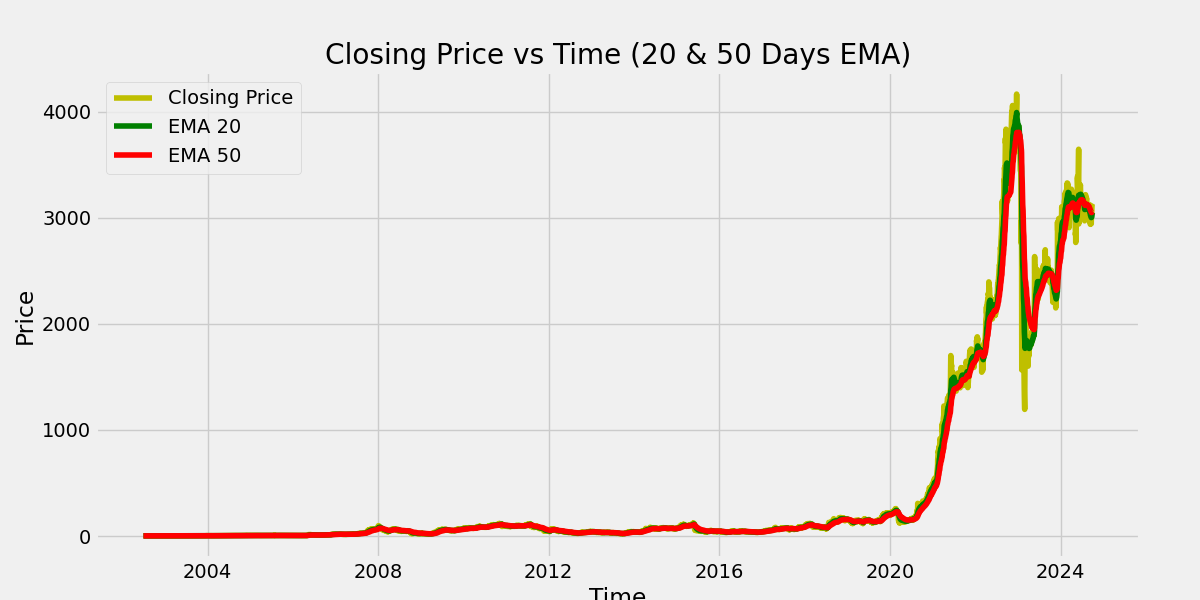 Closing Price vs Time (20 & 50 Days EMA)
Closing Price
EMA 20
EMA 50
Price
4000
3000
2000
1000
0
2004 2008 2012 2016 2020 2024
Time